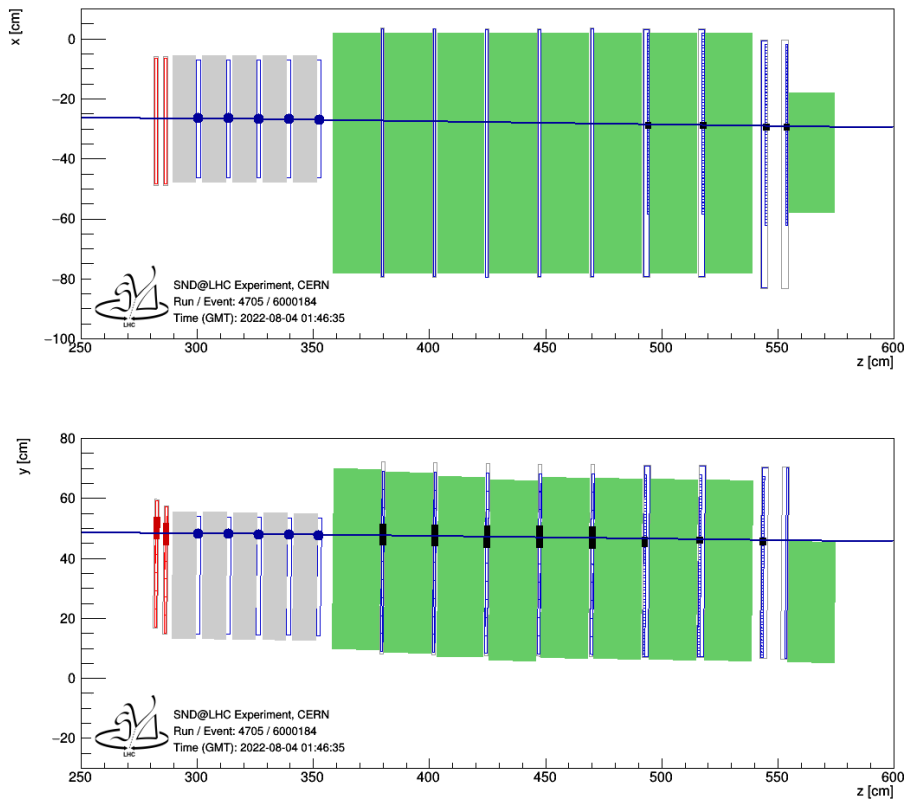 x [cm]
0
−20
−40
−60
−80
−100
LHC
SND@LHC Experiment, CERN
Run / Event: 4705 / 6000184
Time (GMT): 2022-08-04 01:46:35
250 300 350 400 450 500 550 600
z [cm]
y [cm]
80
60
40
20
0
−20
LHC
SND@LHC Experiment, CERN
Run / Event: 4705 / 6000184
Time (GMT): 2022-08-04 01:46:35
250 300 350 400 450 500 550 600
z [cm]